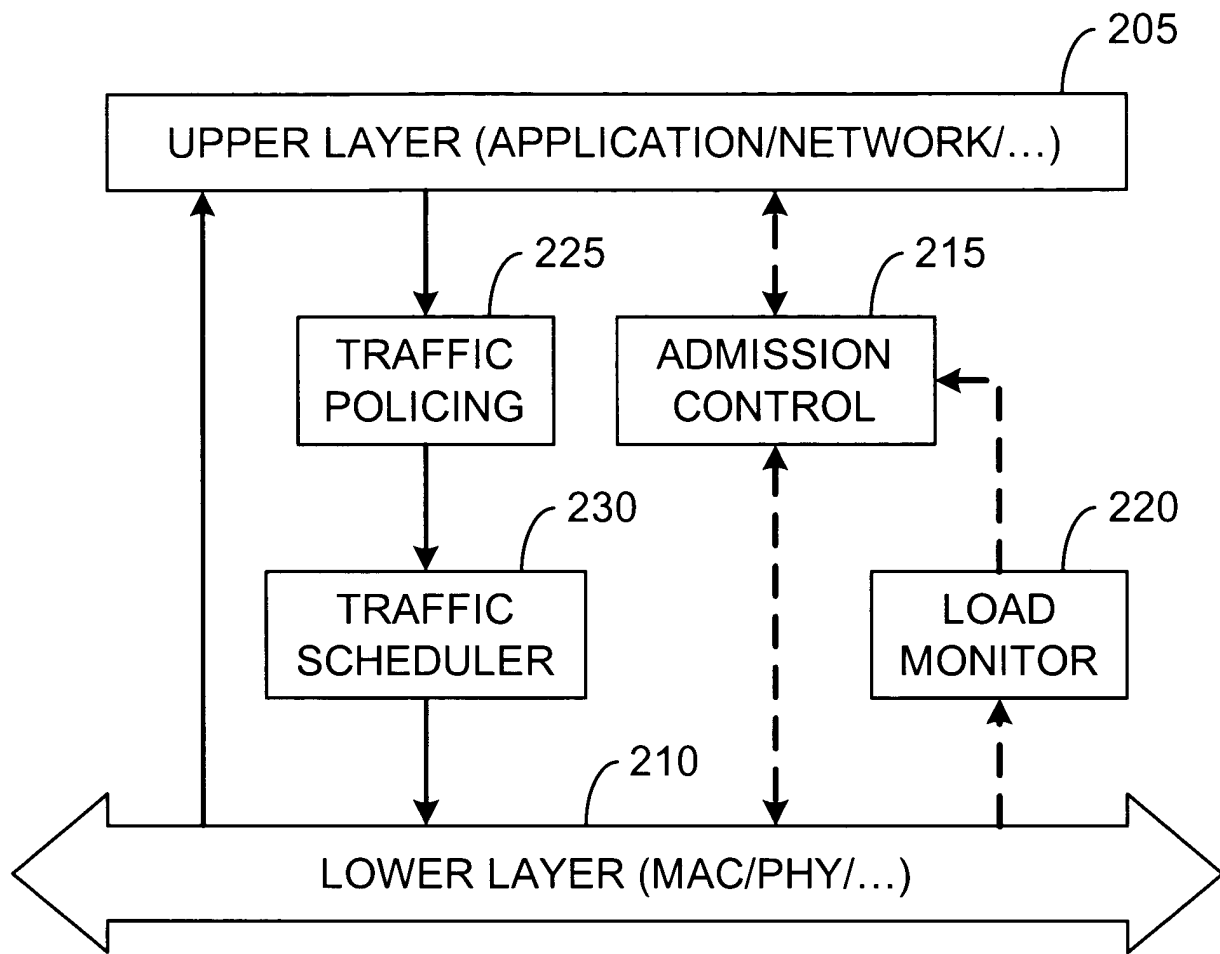 205
UPPER LAYER (APPLICATION/NETWORK/...)
225
215
TRAFFIC
POLICING
ADMISSION
CONTROL
230
220
TRAFFIC
SCHEDULER
LOAD
MONITOR
210
LOWER LAYER (MAC/PHY/...)